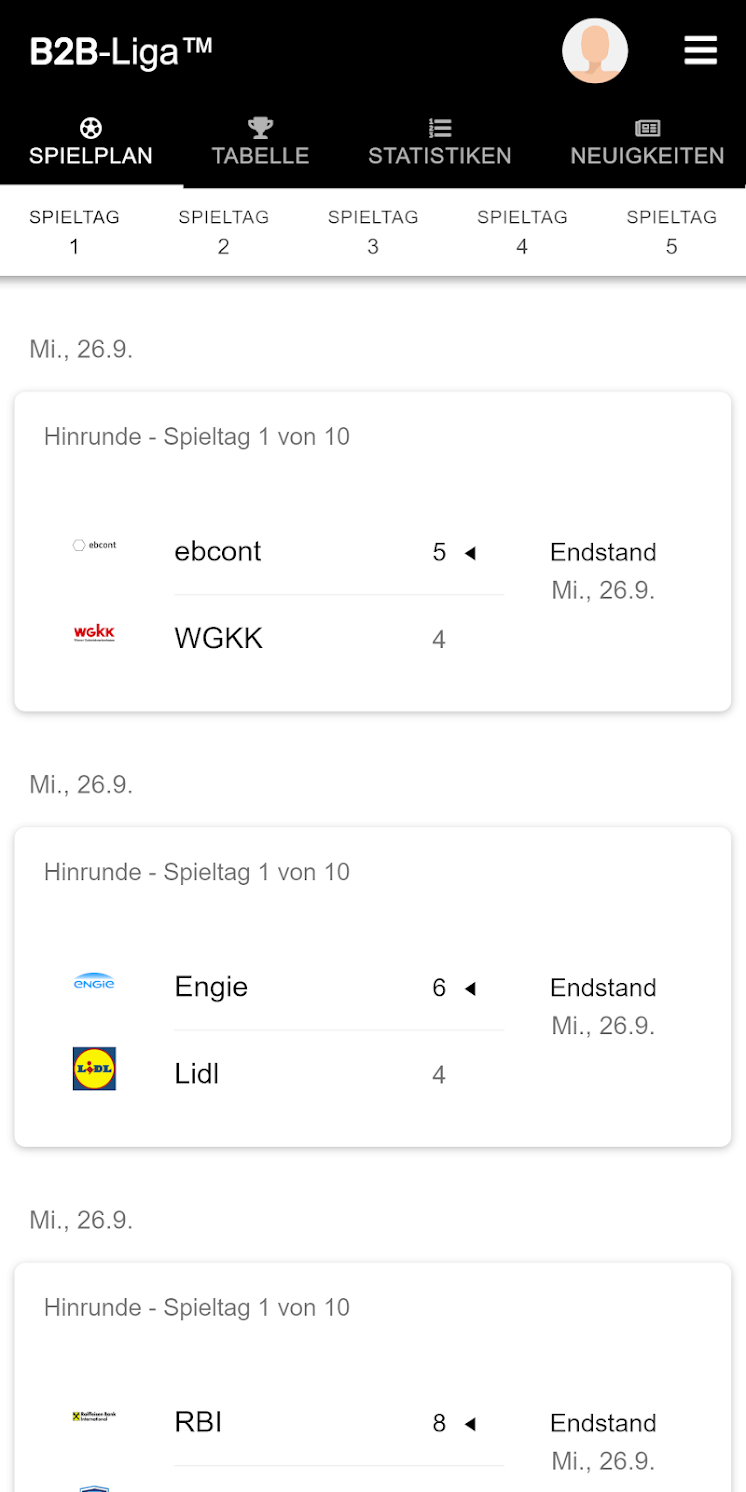 B2B-Liga™
SPIELPLAN TABELLE STATISTIKEN NEUIGKEITEN
SPIELTAG SPIELTAG SPIELTAG SPIELTAG SPIELTAG
1 2 3 4 5
Mi., 26.9.
Hinrunde - Spieltag 1 von 10
ebcont ebcont 5 ◀ Endstand
Mi., 26.9.
WGKK WGKK 4
Mi., 26.9.
Hinrunde - Spieltag 1 von 10
ENGIE Engie 6 ◀ Endstand
Mi., 26.9.
LIDL Lidl 4
Mi., 26.9.
Hinrunde - Spieltag 1 von 10
Raiffeisen Bank
International
RBI 8 ◀ Endstand
Mi., 26.9.